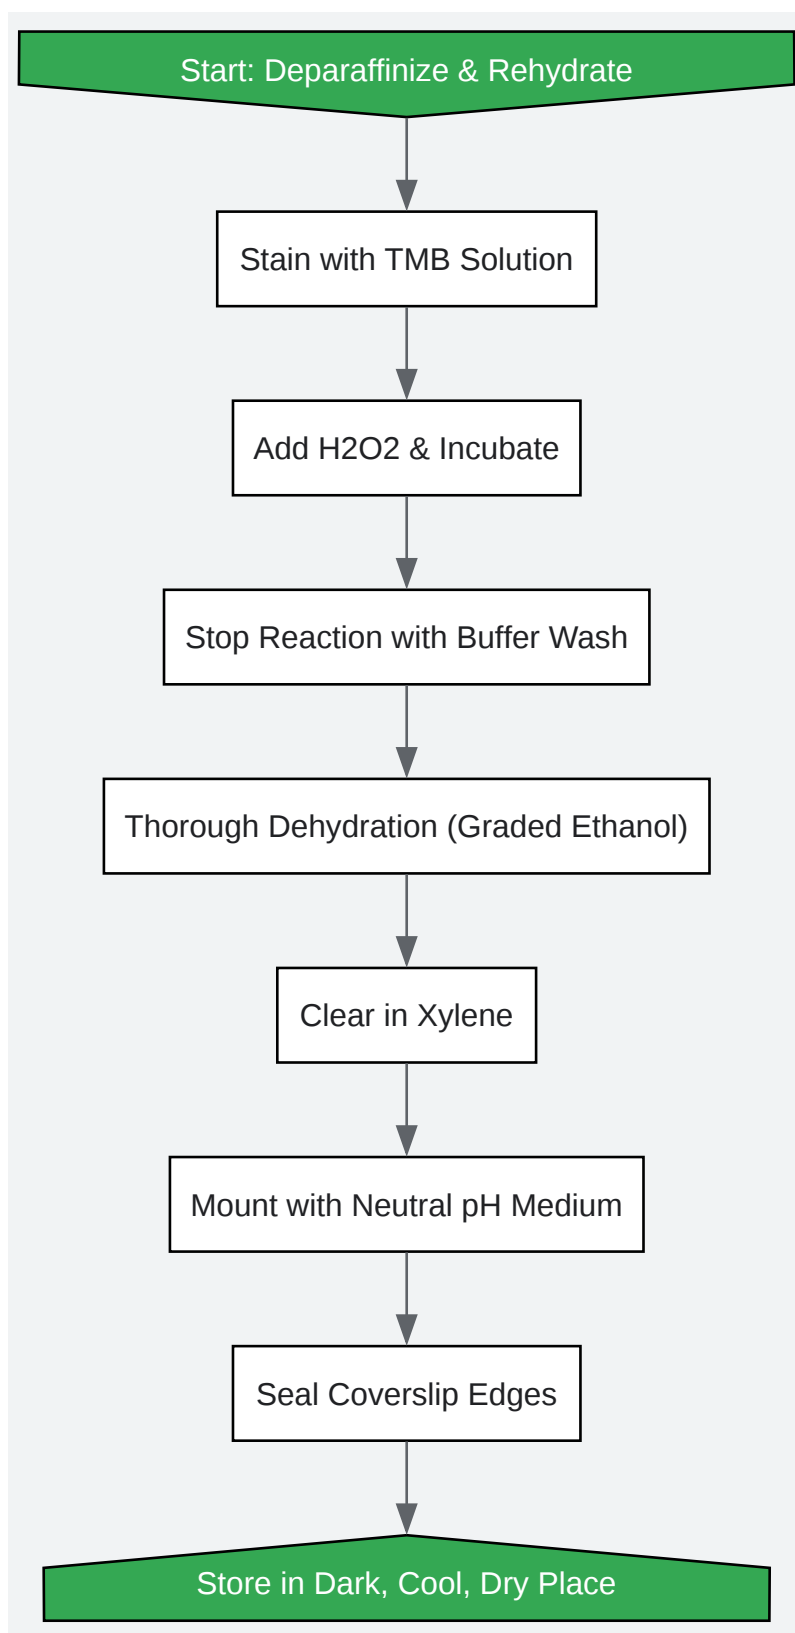 Start: Deparaffinize & Rehydrate
Stain with TMB Solution
Add H2O2 & Incubate
Stop Reaction with Buffer Wash
Thorough Dehydration (Graded Ethanol)
Clear in Xylene
Mount with Neutral pH Medium
Seal Coverslip Edges
Store in Dark, Cool, Dry Place